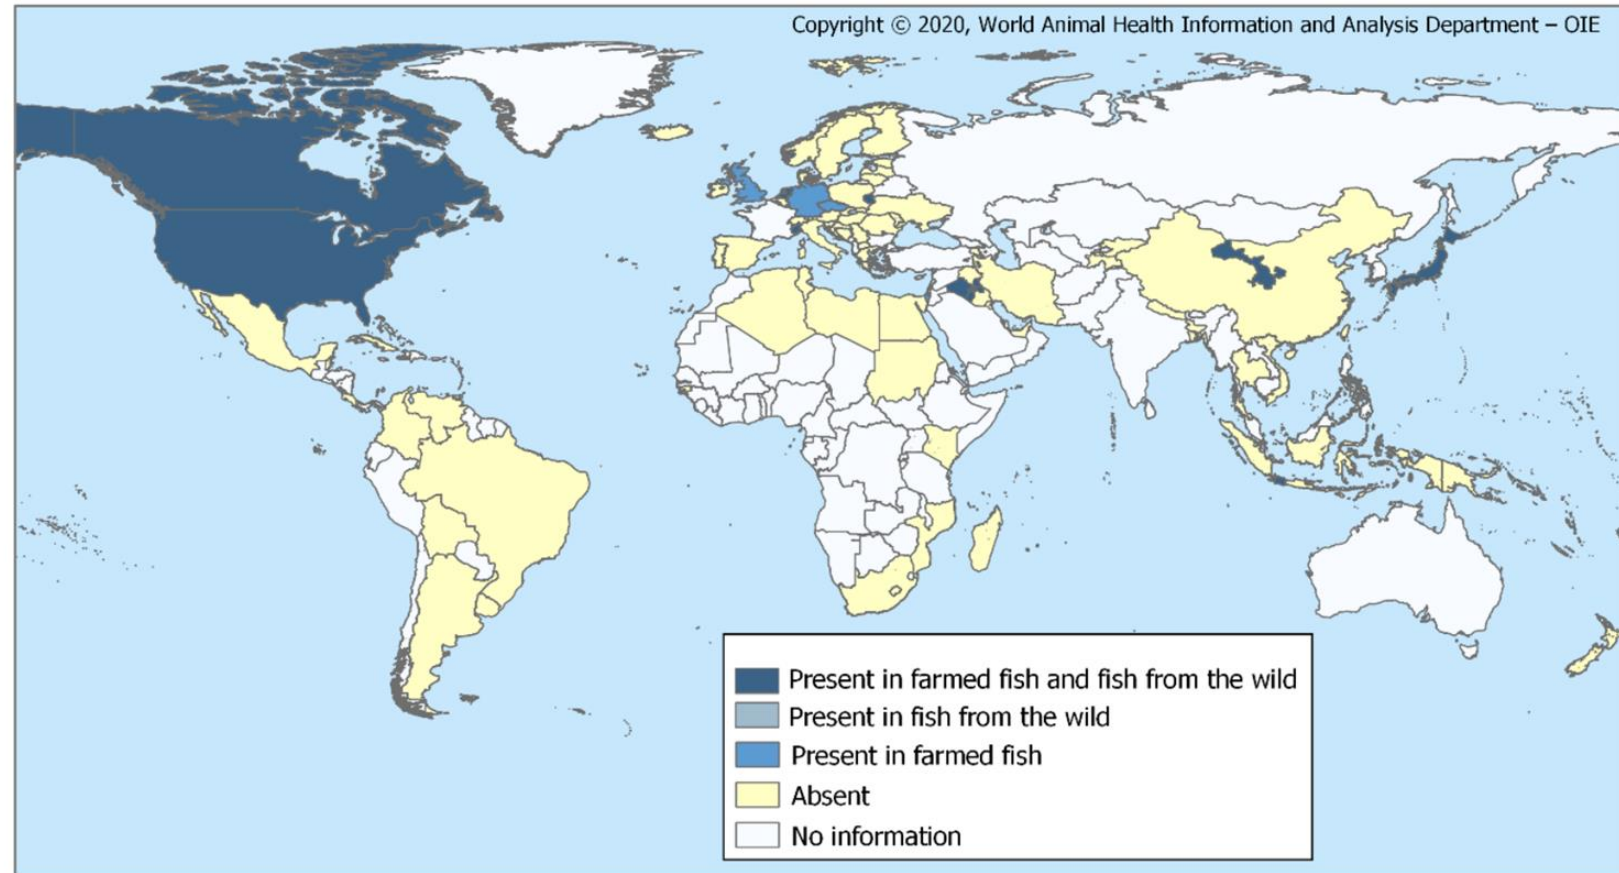 Copyright © 2020, World Animal Health Information and Analysis Department – OIE
Present in farmed fish and fish from the wild
Present in fish from the wild
Present in farmed fish
Absent
No information